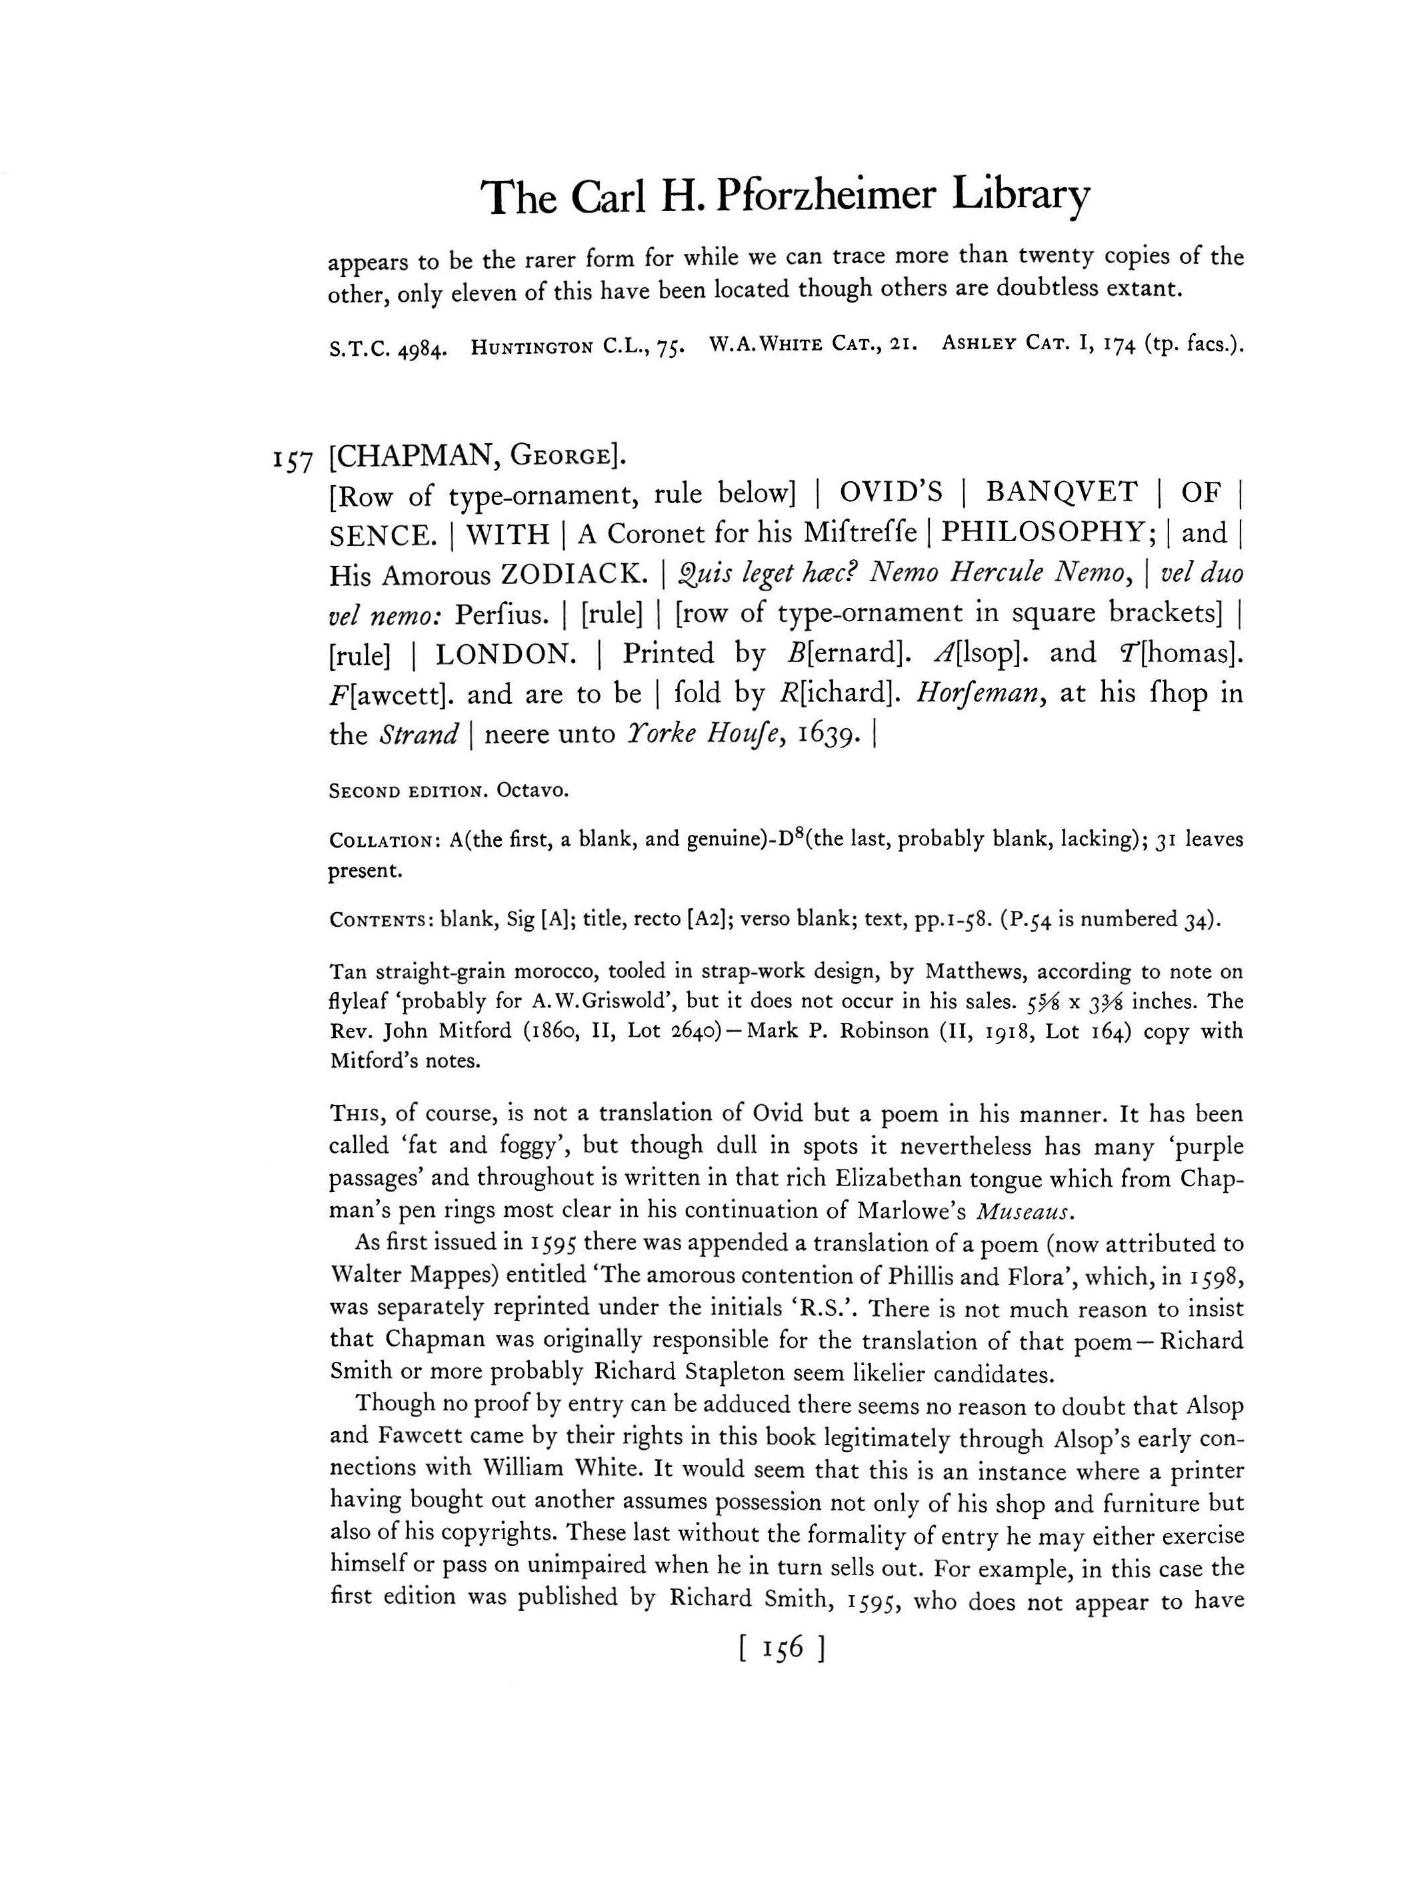 The Carl H. Pforzheimer Library
appears to be the rarer form for while we can trace more than twenty copies of the
other, only eleven of this have been located though others are doubtless extant.
S.T.C. 4984. HUNTINGTON C.L., 75. W.A.WHITE CAT., 21. ASHLEY CAT. I, 174 (tp. facs.).
157 [CHAPMAN, GEORGE].
[Row of type-ornament, rule below] | OVID'S | BANQVET | OF |
SENCE. | WITH | A Coronet for his Miſtreſſe | PHILOSOPHY; | and |
His Amorous ZODIACK. | Quis leget hæc? Nemo Hercule Nemo, | vel duo
vel nemo: Perſius. | [rule] | [row of type-ornament in square brackets] |
[rule] | LONDON. | Printed by B[ernard]. A[lsop]. and T[homas].
F[awcett]. and are to be | ſold by R[ichard]. Horſeman, at his ſhop in
the Strand | neere unto Yorke Houſe, 1639. |
SECOND EDITION. Octavo.
COLLATION: A(the first, a blank, and genuine)-D⁸(the last, probably blank, lacking); 31 leaves
present.
CONTENTS: blank, Sig [A]; title, recto [A2]; verso blank; text, pp.1-58. (P.54 is numbered 34).
Tan straight-grain morocco, tooled in strap-work design, by Matthews, according to note on
flyleaf ‘probably for A.W.Griswold’, but it does not occur in his sales. 5⅝ x 3⅜ inches. The
Rev. John Mitford (1860, II, Lot 2640)—Mark P. Robinson (II, 1918, Lot 164) copy with
Mitford's notes.
THIS, of course, is not a translation of Ovid but a poem in his manner. It has been
called ‘fat and foggy’, but though dull in spots it nevertheless has many ‘purple
passages’ and throughout is written in that rich Elizabethan tongue which from Chap-
man's pen rings most clear in his continuation of Marlowe's Museaus.
As first issued in 1595 there was appended a translation of a poem (now attributed to
Walter Mappes) entitled ‘The amorous contention of Phillis and Flora’, which, in 1598,
was separately reprinted under the initials ‘R.S.’. There is not much reason to insist
that Chapman was originally responsible for the translation of that poem—Richard
Smith or more probably Richard Stapleton seem likelier candidates.
Though no proof by entry can be adduced there seems no reason to doubt that Alsop
and Fawcett came by their rights in this book legitimately through Alsop's early con-
nections with William White. It would seem that this is an instance where a printer
having bought out another assumes possession not only of his shop and furniture but
also of his copyrights. These last without the formality of entry he may either exercise
himself or pass on unimpaired when he in turn sells out. For example, in this case the
first edition was published by Richard Smith, 1595, who does not appear to have
[ 156 ]